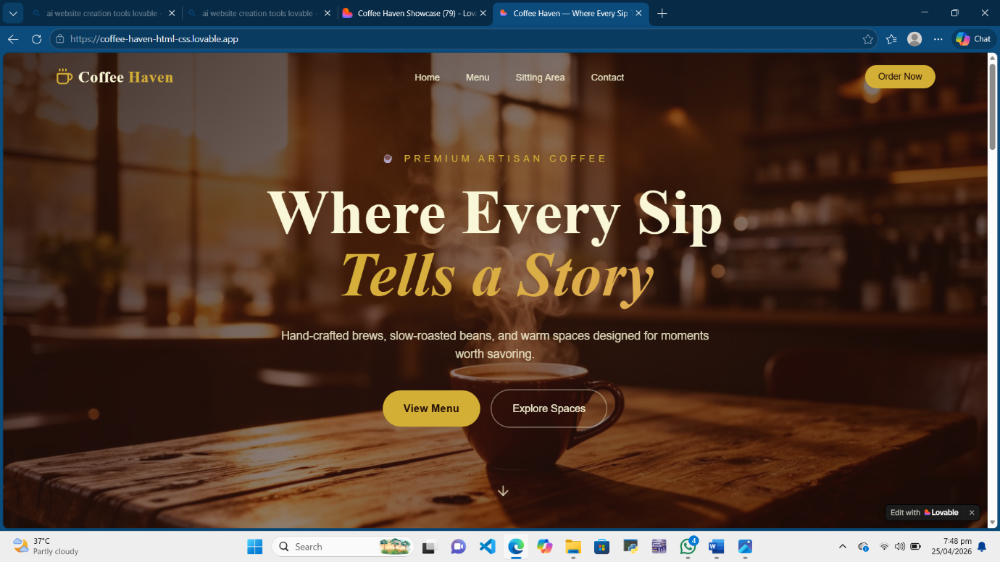 ai website creation tools lovable -
ai website creation tools lovable -
Coffee Haven Showcase (79) - Lov
Coffee Haven — Where Every Sip T
https://coffee-haven-html-css.lovable.app
Chat
Coffee Haven
Home
Menu
Sitting Area
Contact
Order Now
PREMIUM ARTISAN COFFEE
Where Every Sip
Tells a Story
Hand-crafted brews, slow-roasted beans, and warm spaces designed for moments
worth savoring.
View Menu
Explore Spaces
Edit with Lovable
37°C
Partly cloudy
Search
4
7:48 pm
25/04/2026